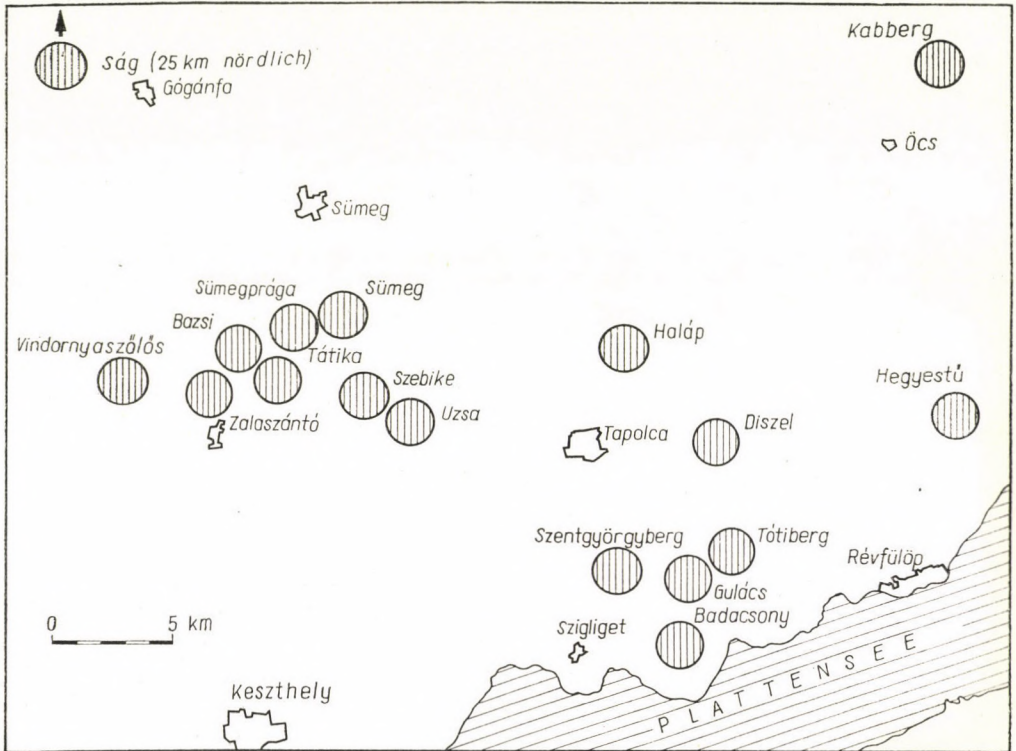 Kabberg
Ság (25 km nördlich)
Gógánfa
Öcs
Sümeg
Sümegprága
Sümeg
Bazsi
Haláp
Vindornyaszőlős
Tátika
Szebike
Hegyestű
Zalaszántó
Uzsa
Tapolca
Diszel
Szentgyörgyberg
Tótiberg
Révfülöp
Gulács
Badacsony
0 5 km
Szigliget
Keszthely
PLATTENSEE